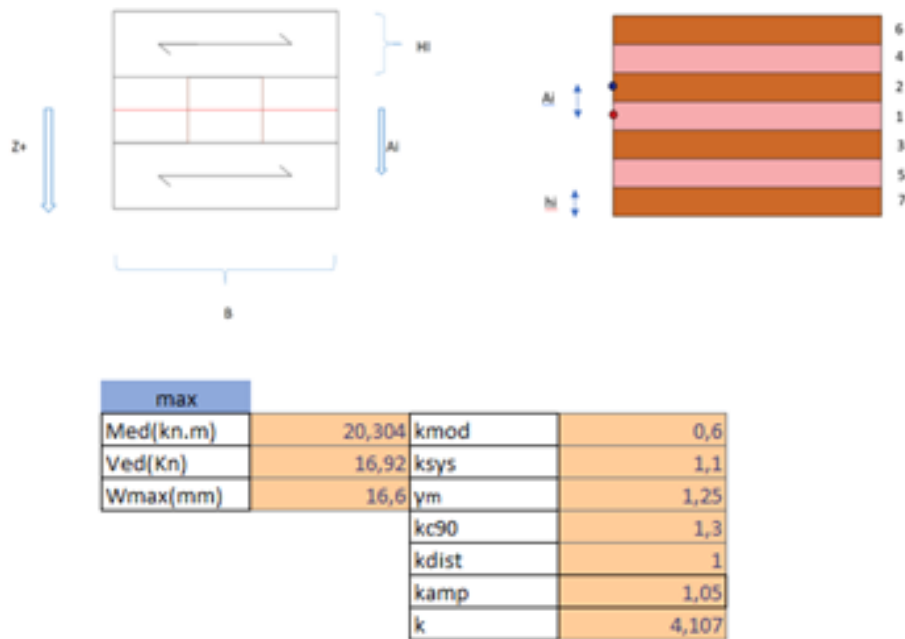 Hi
Z+
Ai
B
6
4
2
1
3
5
7
Ai
hi
max
Med(kn.m) 20,304 kmod 0,6
Ved(Kn) 16,92 ksys 1,1
Wmax(mm) 16,6 γm 1,25
kc90 1,3
kdist 1
kamp 1,05
k 4,107